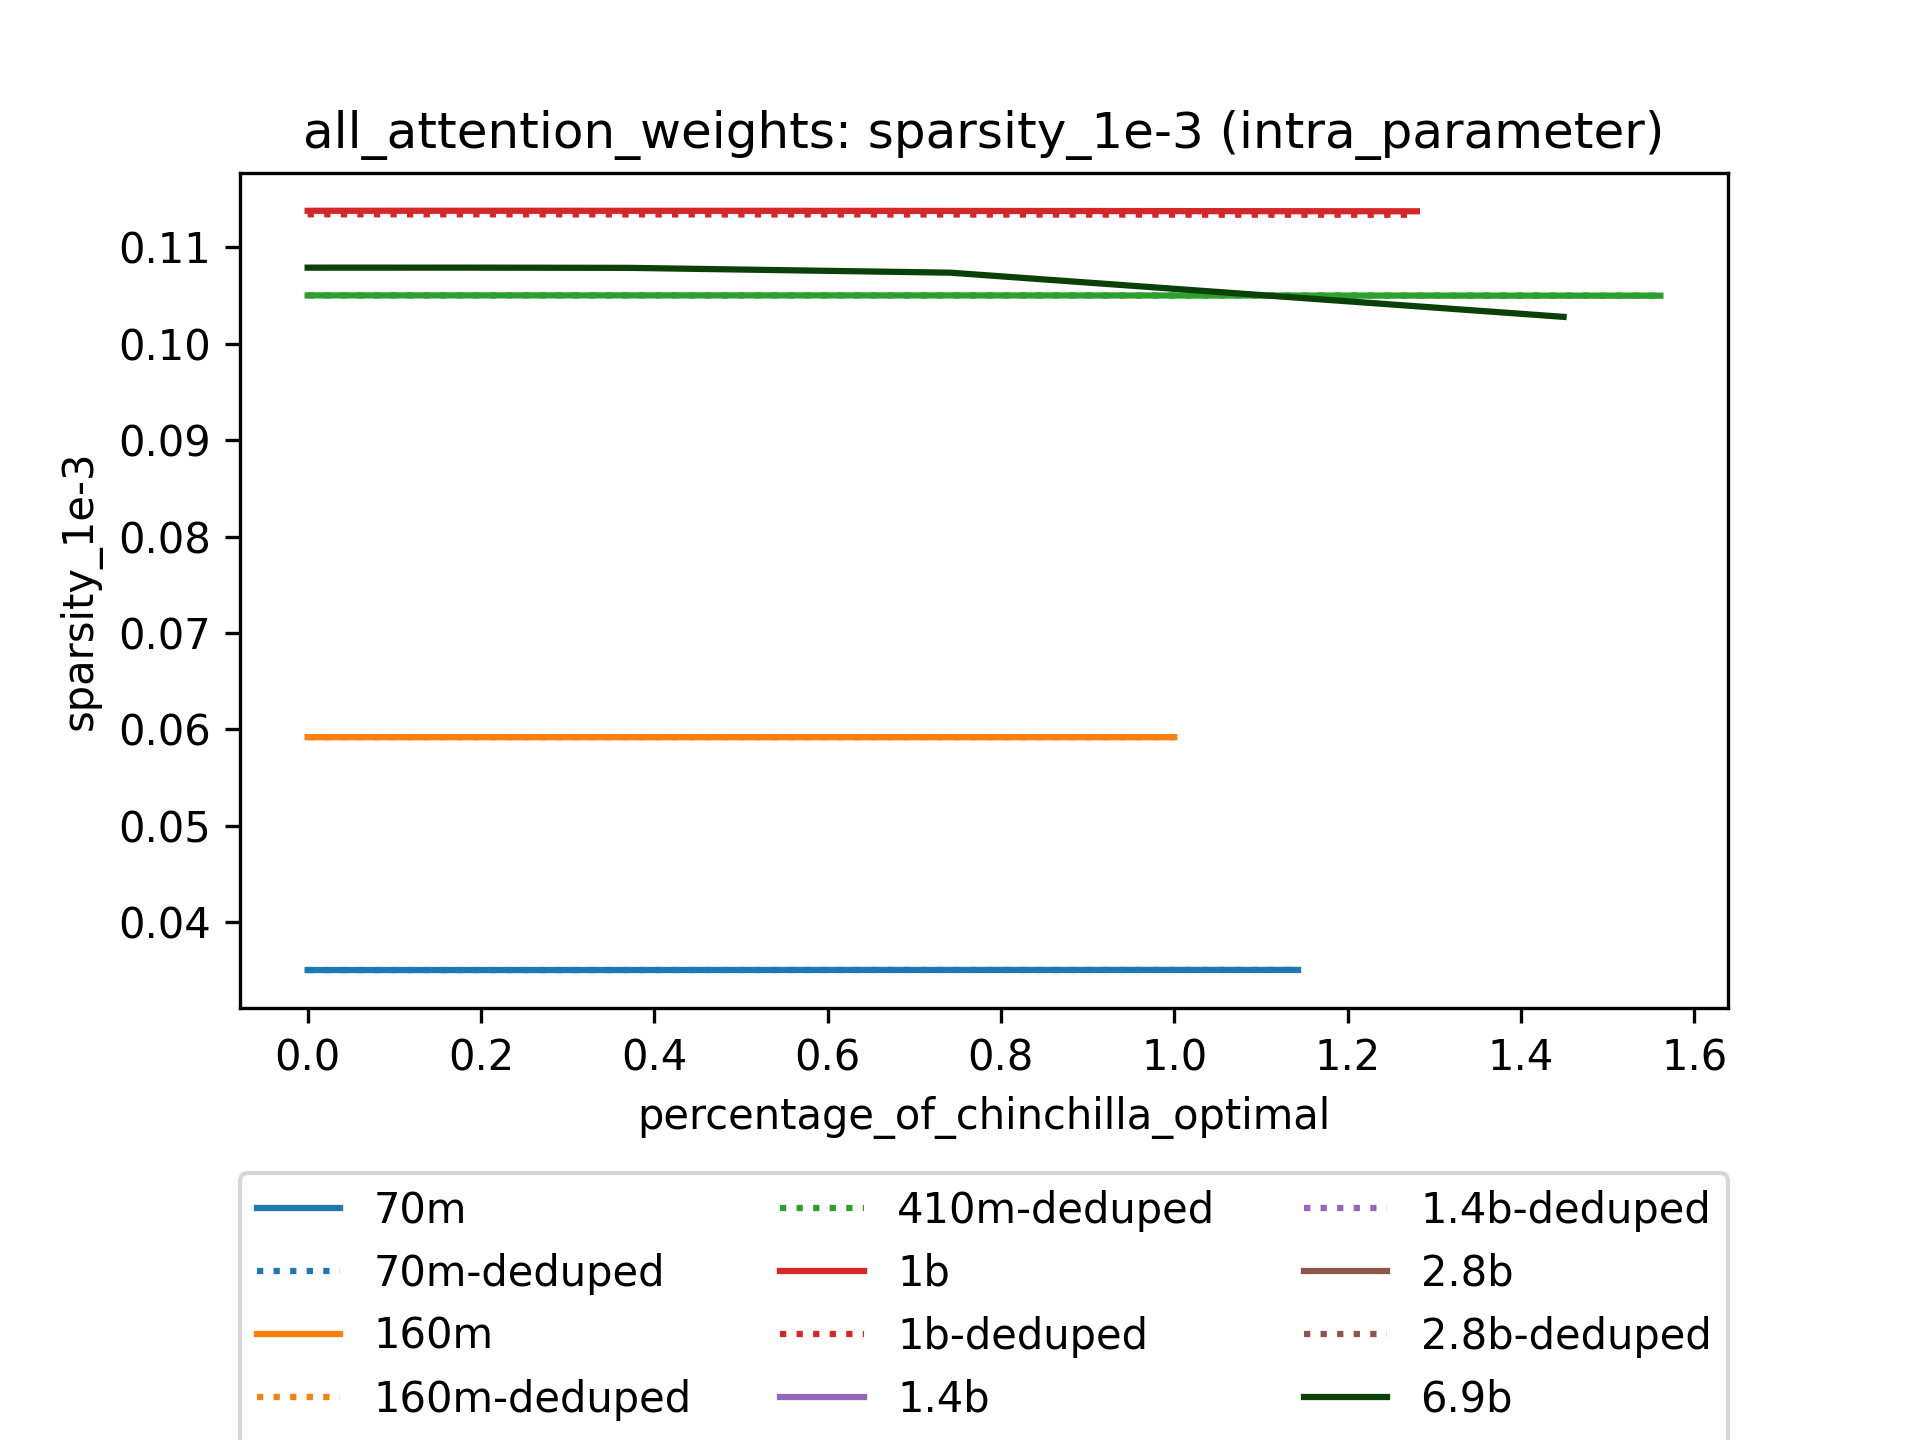 all_attention_weights: sparsity_1e-3 (intra_parameter)
sparsity_1e-3
0.11
0.10
0.09
0.08
0.07
0.06
0.05
0.04
0.0 0.2 0.4 0.6 0.8 1.0 1.2 1.4 1.6
percentage_of_chinchilla_optimal
70m 410m-deduped 1.4b-deduped
70m-deduped 1b 2.8b
160m 1b-deduped 2.8b-deduped
160m-deduped 1.4b 6.9b